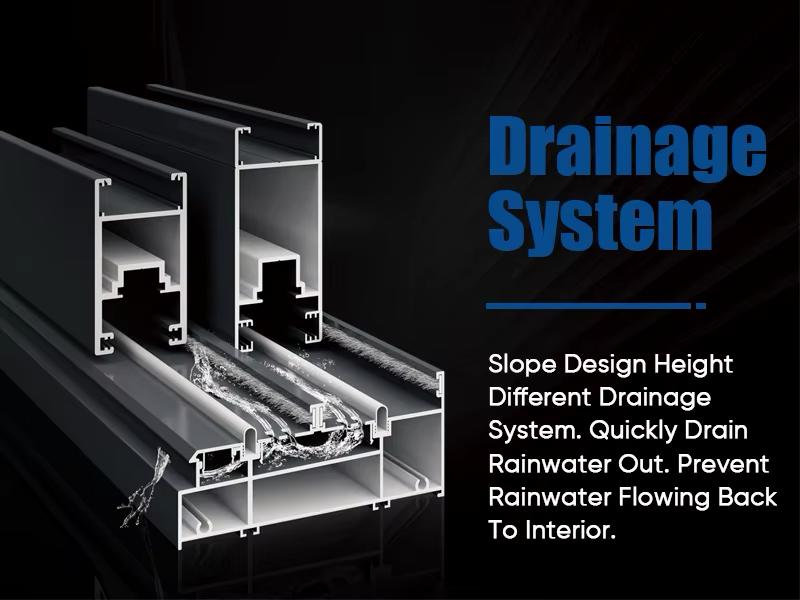 Drainage
System
Slope Design Height
Different Drainage
System. Quickly Drain
Rainwater Out. Prevent
Rainwater Flowing Back
To Interior.